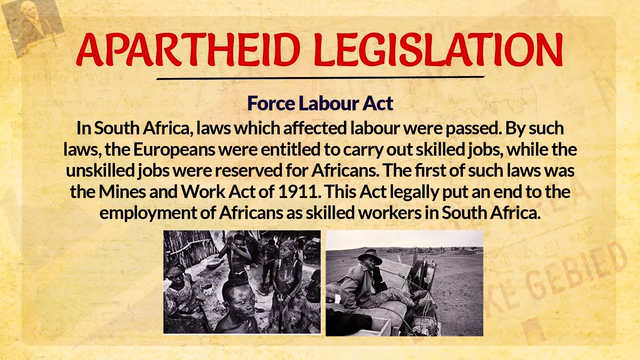 APARTHEID LEGISLATION
Force Labour Act
In South Africa, laws which affected labour were passed. By such
laws, the Europeans were entitled to carry out skilled jobs, while the
unskilled jobs were reserved for Africans. The first of such laws was
the Mines and Work Act of 1911. This Act legally put an end to the
employment of Africans as skilled workers in South Africa.
KE GEBIED